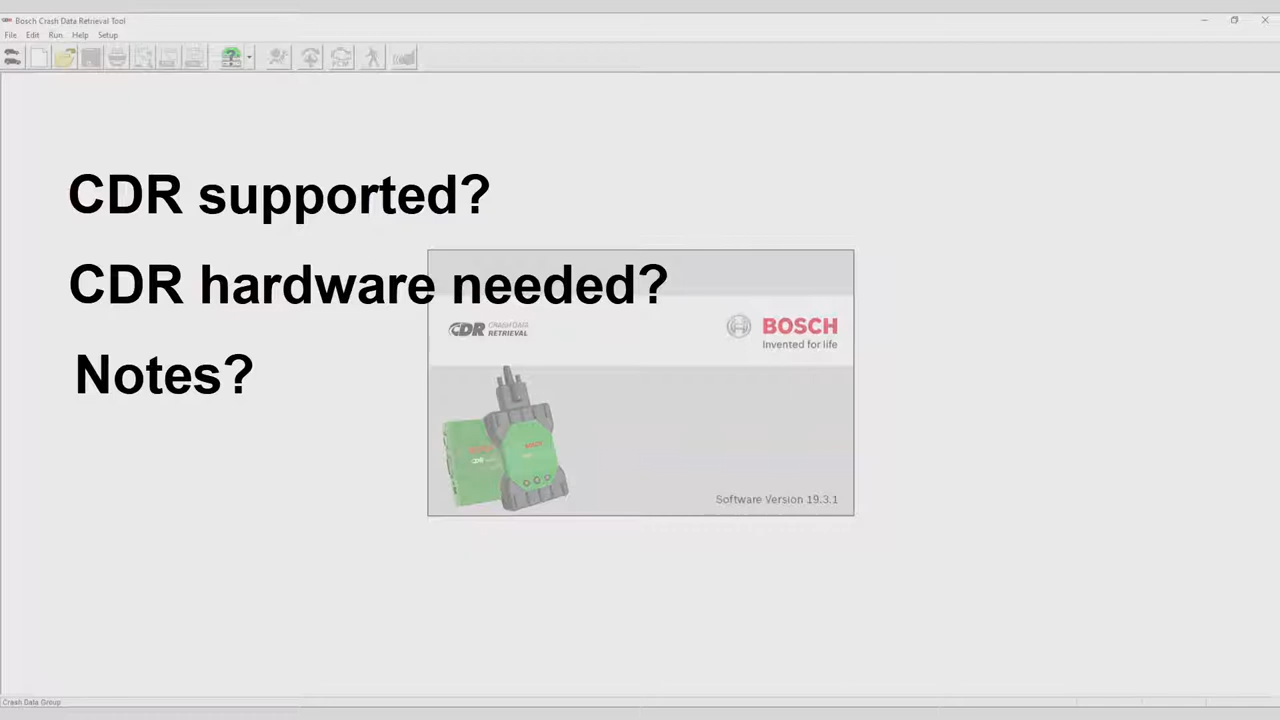 Bosch Crash Data Retrieval Tool
File Edit Run Help Setup
CDR supported?
CDR hardware needed?
CDR CRASH DATA RETRIEVAL
BOSCH
Invented for life
Notes?
Software Version 19.3.1
Crash Data Group